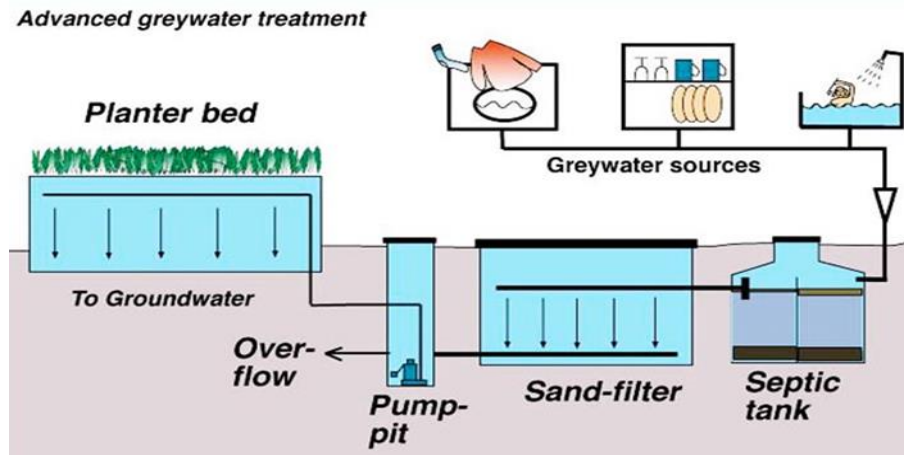 Advanced greywater treatment
Planter bed
Greywater sources
To Groundwater
Over-
flow
Pump-
pit
Sand-filter
Septic
tank